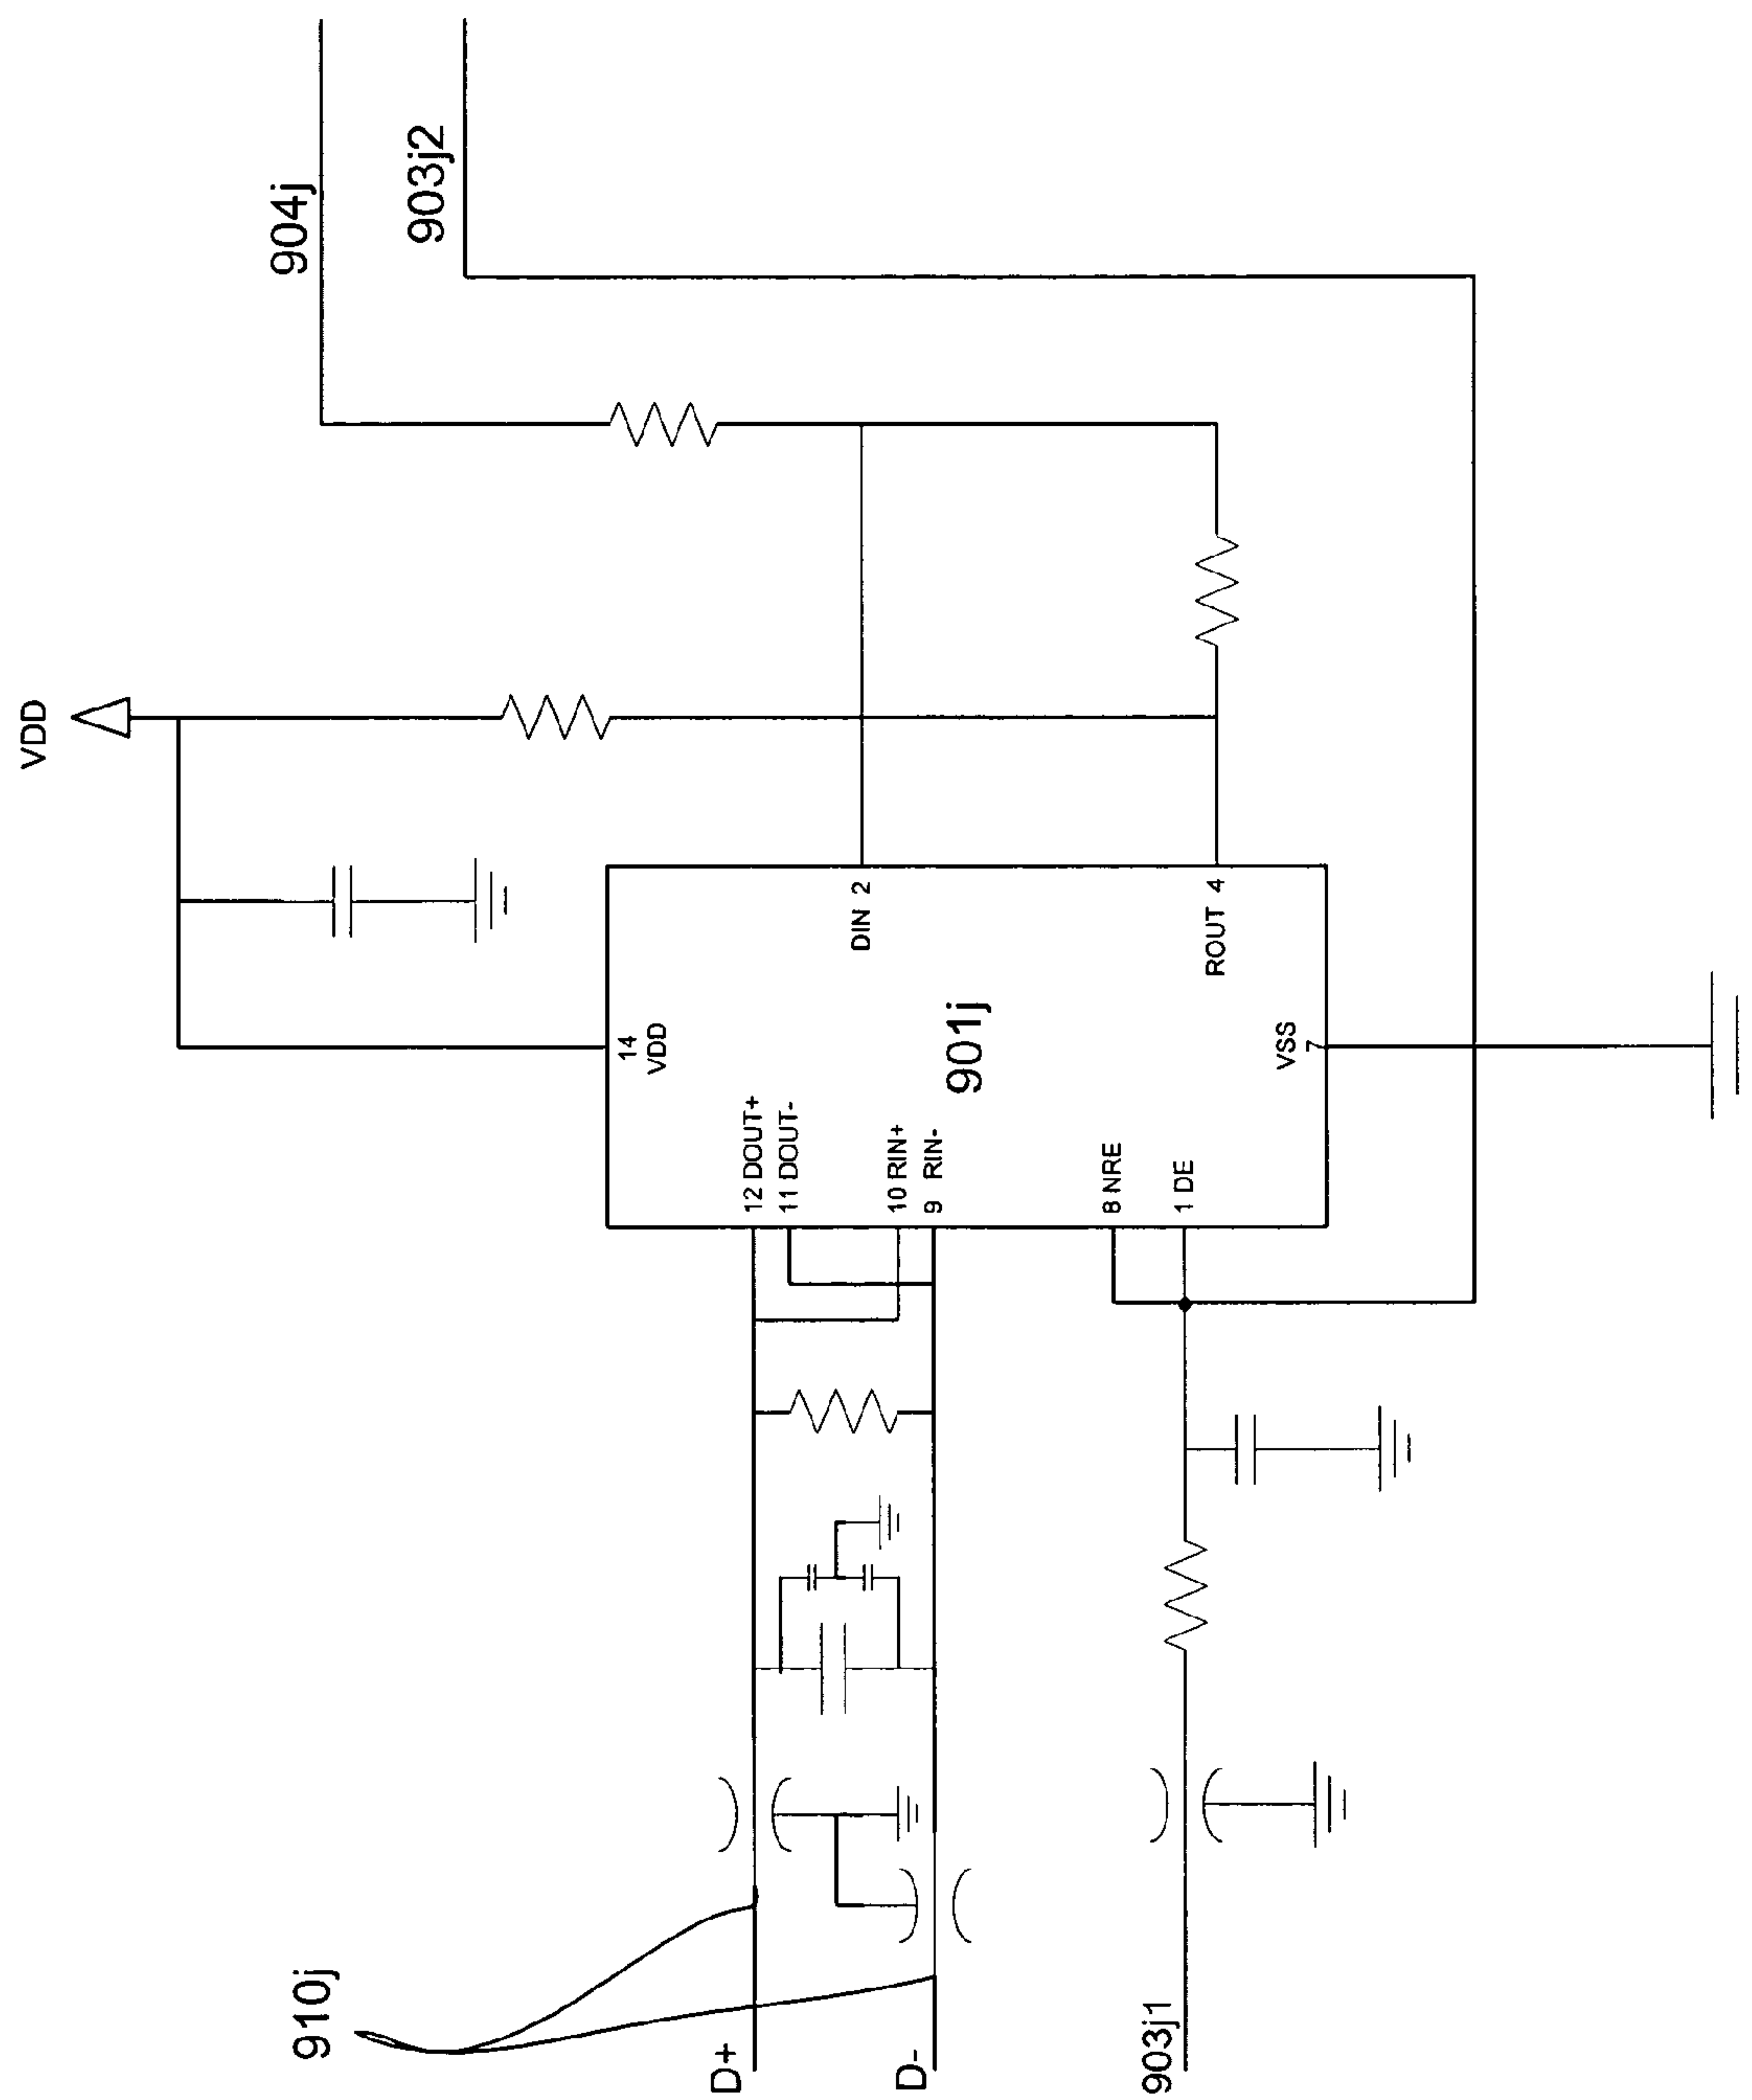 910j
D+
D-
903j1
12 DOUT+
11 DOUT-
10 RIN+
9 RIN-
8 NRE
1 DE
14
VDD
901j
VSS
7
DIN 2
ROUT 4
VDD
904j
903j2